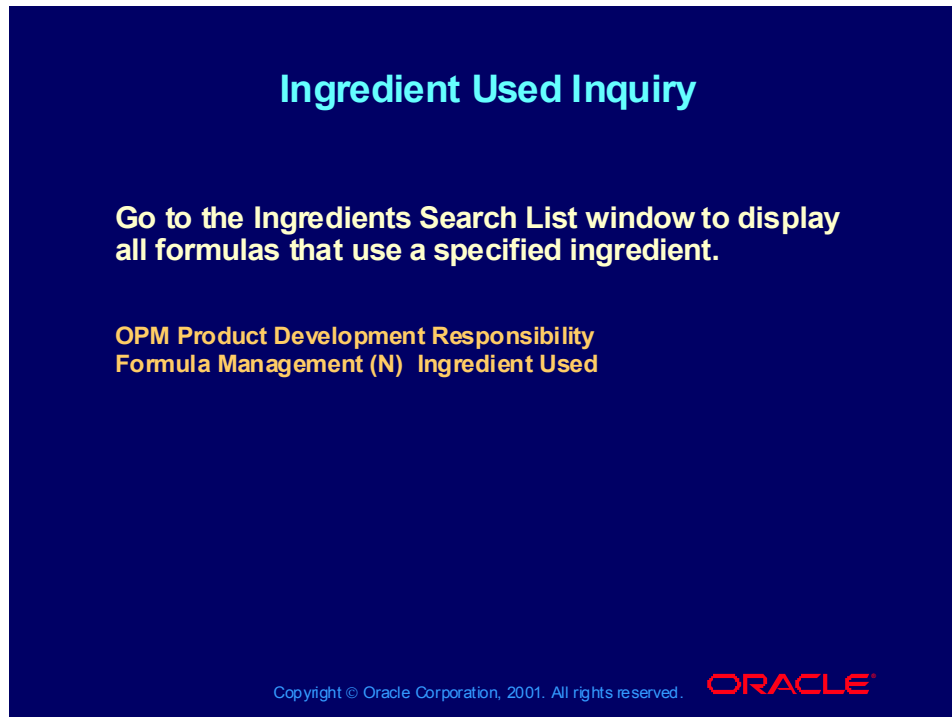 Ingredient Used Inquiry
Go to the Ingredients Search List window to display
all formulas that use a specified ingredient.
OPM Product Development Responsibility
Formula Management (N) Ingredient Used
Copyright © Oracle Corporation, 2001. All rights reserved.
ORACLE®